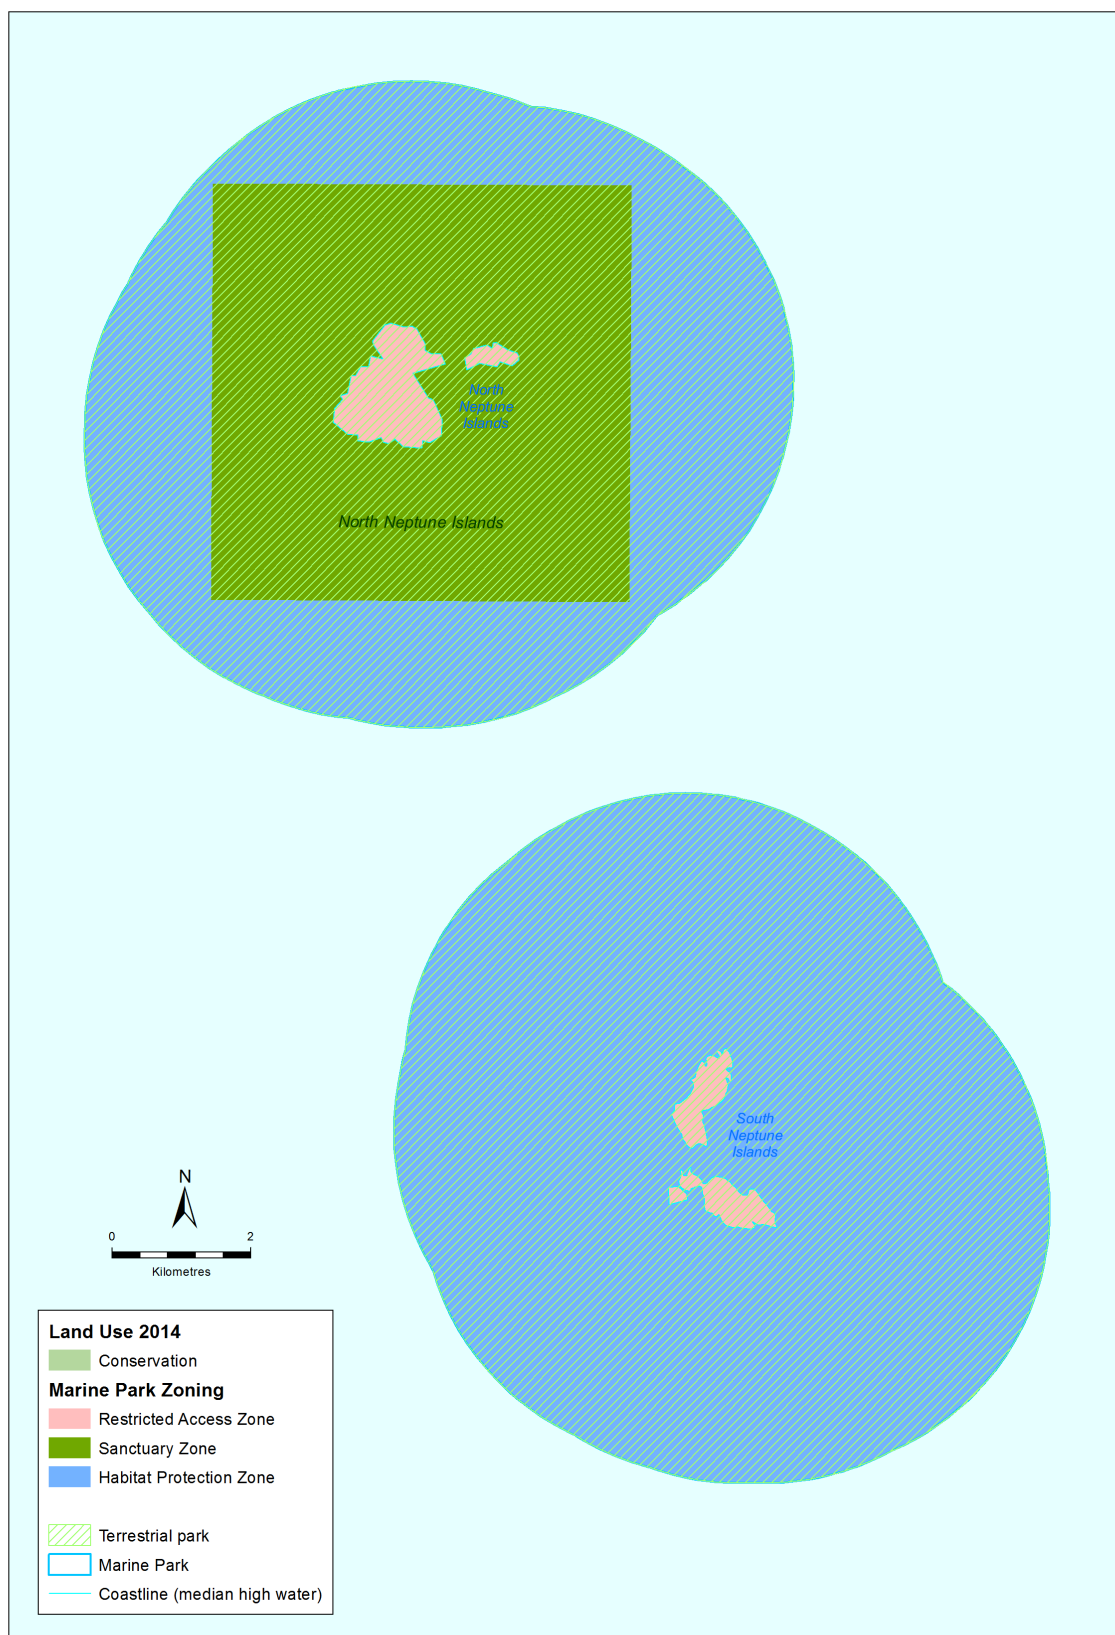 North
Neptune
Islands
North Neptune Islands
South
Neptune
Islands
N
0 2
Kilometres
Land Use 2014
Conservation
Marine Park Zoning
Restricted Access Zone
Sanctuary Zone
Habitat Protection Zone
Terrestrial park
Marine Park
Coastline (median high water)